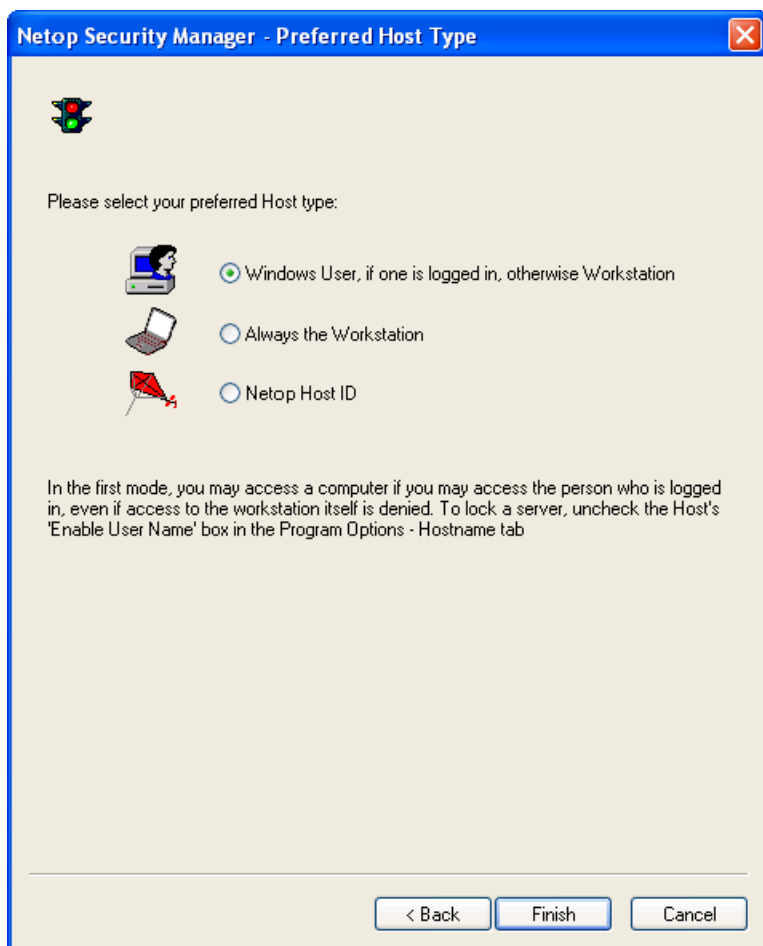 Netop Security Manager - Preferred Host Type
Please select your preferred Host type:
Windows User, if one is logged in, otherwise Workstation
Always the Workstation
Netop Host ID
In the first mode, you may access a computer if you may access the person who is logged
in, even if access to the workstation itself is denied. To lock a server, uncheck the Host's
'Enable User Name' box in the Program Options - Hostname tab
< Back
Finish
Cancel